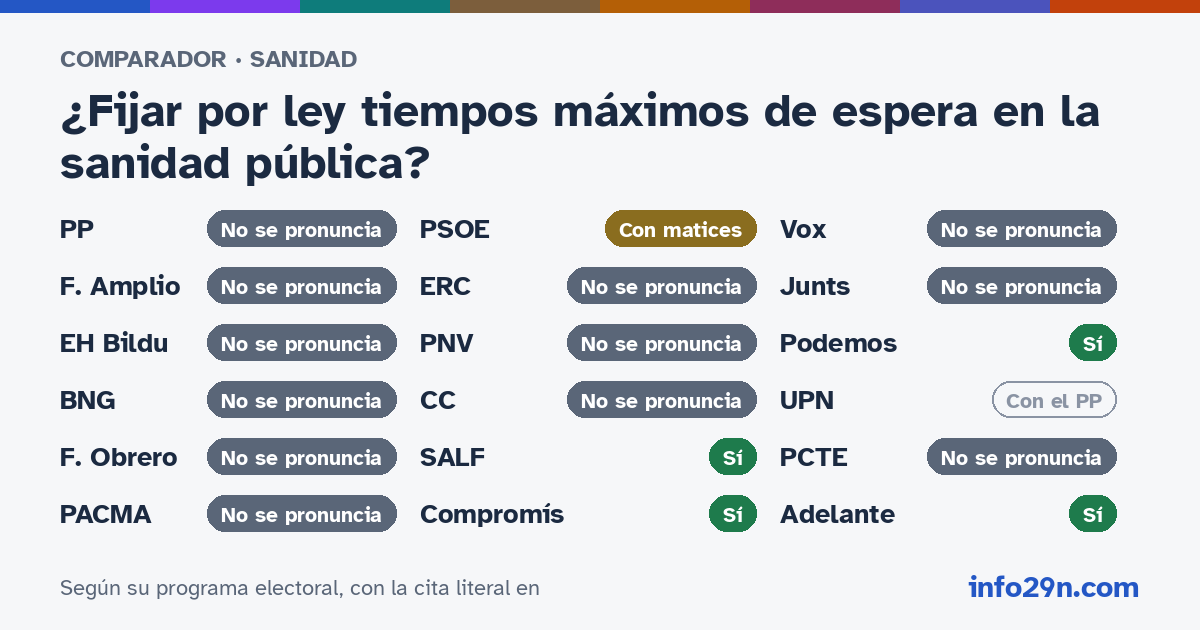 COMPARADOR · SANIDAD
¿Fijar por ley tiempos máximos de espera en la
sanidad pública?
PP No se pronuncia PSOE Con matices Vox No se pronuncia
F. Amplio No se pronuncia ERC No se pronuncia Junts No se pronuncia
EH Bildu No se pronuncia PNV No se pronuncia Podemos Sí
BNG No se pronuncia CC No se pronuncia UPN Con el PP
F. Obrero No se pronuncia SALF Sí PCTE No se pronuncia
PACMA No se pronuncia Compromís Sí Adelante Sí
Según su programa electoral, con la cita literal en info29n.com